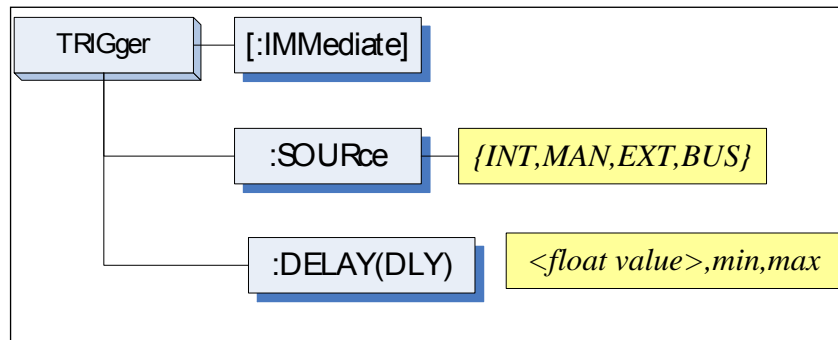 TRIGger
[:IMMediate]
:SOURce
{INT,MAN,EXT,BUS}
:DELAY(DLY)
<float value>,min,max